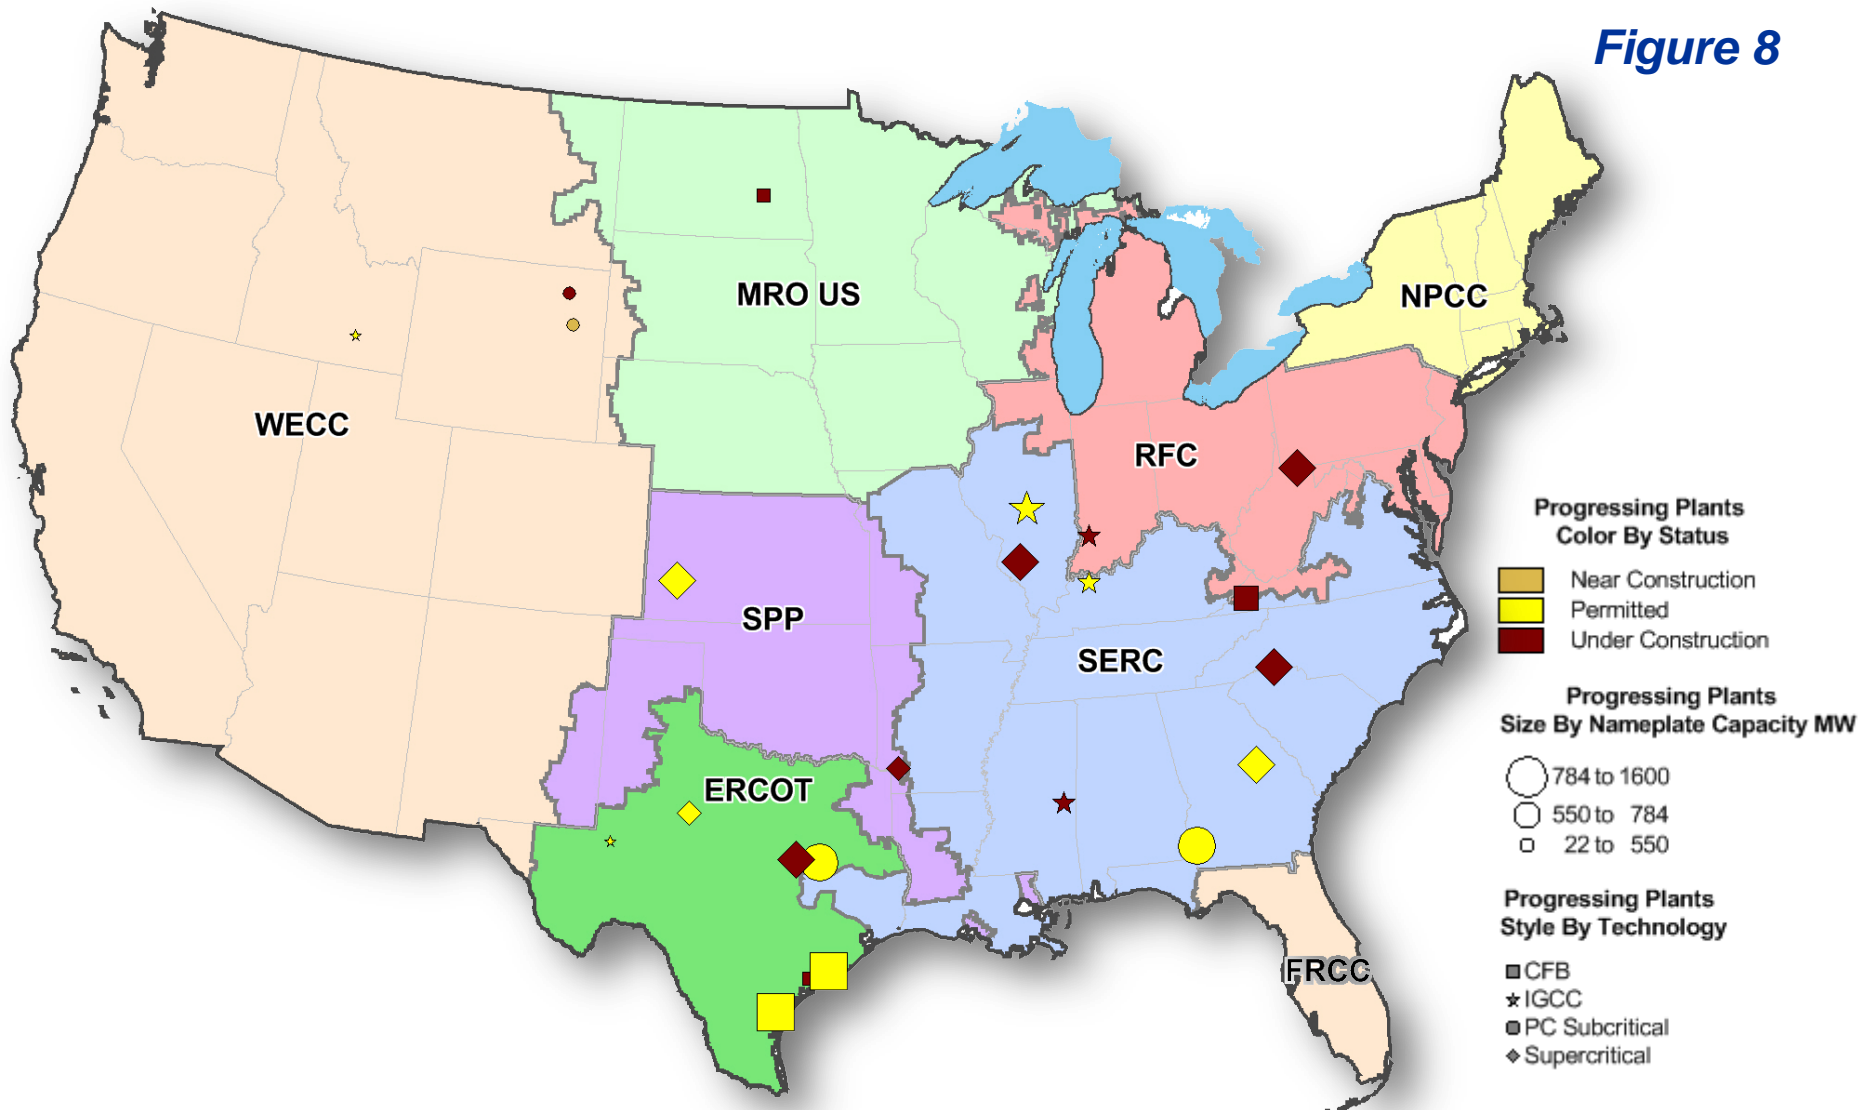 Figure 8
MRO US
NPCC
WECC
RFC
SPP
SERC
ERCOT
FRCC
Progressing Plants
Color By Status
Near Construction
Permitted
Under Construction
Progressing Plants
Size By Nameplate Capacity MW
784 to 1600
550 to 784
22 to 550
Progressing Plants
Style By Technology
CFB
IGCC
PC Subcritical
Supercritical